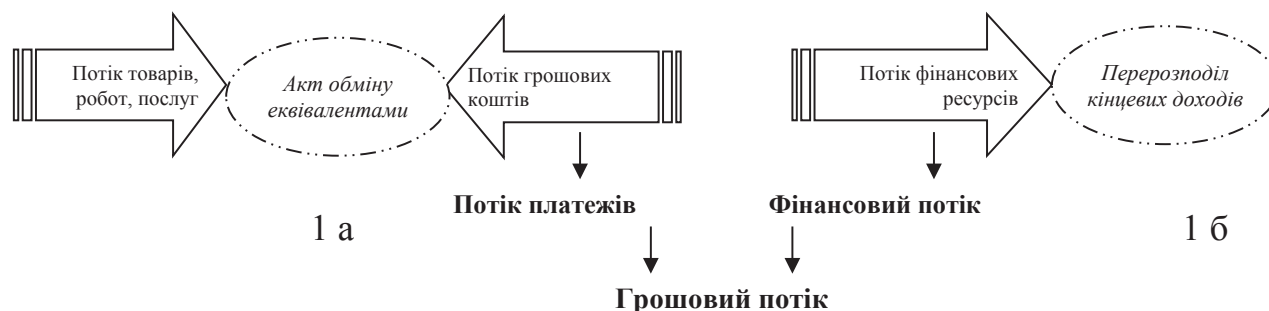 Потік товарів,
робот, послуг
Акт обміну
еквівалентами
Потік грошових
коштів
Потік фінансових
ресурсів
Перерозподіл
кінцевих доходів
Потік платежів
Фінансовий потік
1 а
1 б
Грошовий потік